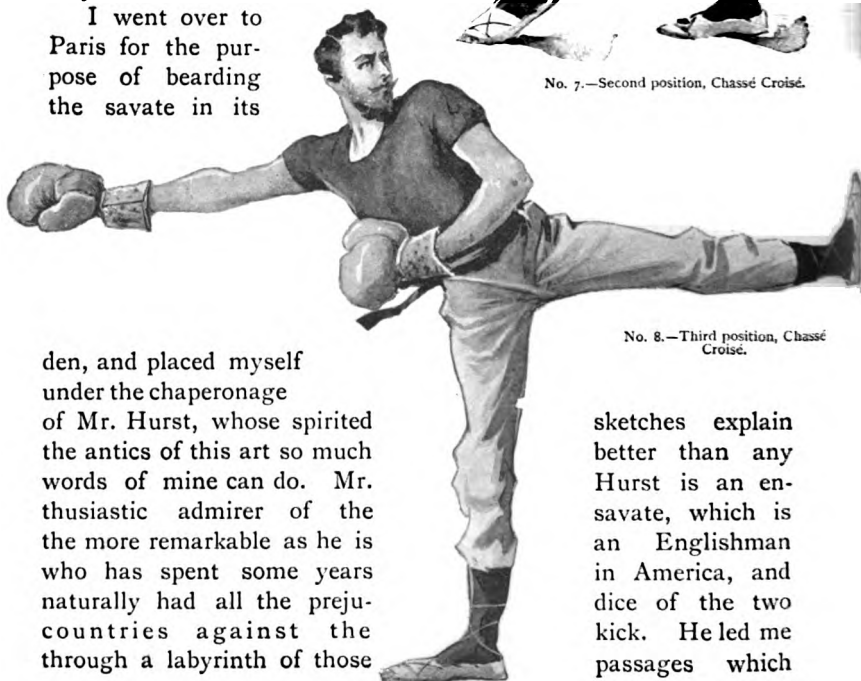 I went over to
Paris for the pur-
pose of bearding
the savate in its
No. 7.—Second position, Chassé Croisé.
No. 8.—Third position, Chassé
Croisé.
den, and placed myself
under the chaperonage
of Mr. Hurst, whose spirited sketches explain
the antics of this art so much better than any
words of mine can do. Mr. Hurst is an en-
thusiastic admirer of the savate, which is
the more remarkable as he is an Englishman
who has spent some years in America, and
naturally had all the preju- dice of the two
countries against the kick. He led me
through a labyrinth of those passages which